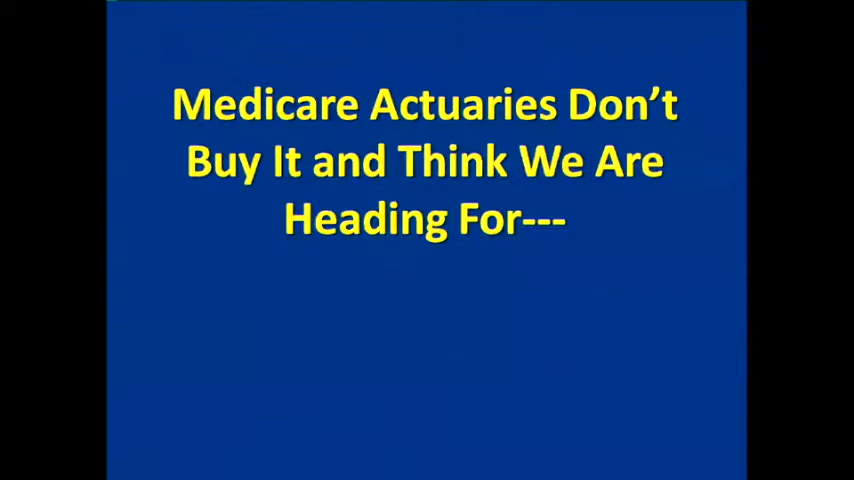 Medicare Actuaries Don’t
Buy It and Think We Are
Heading For---